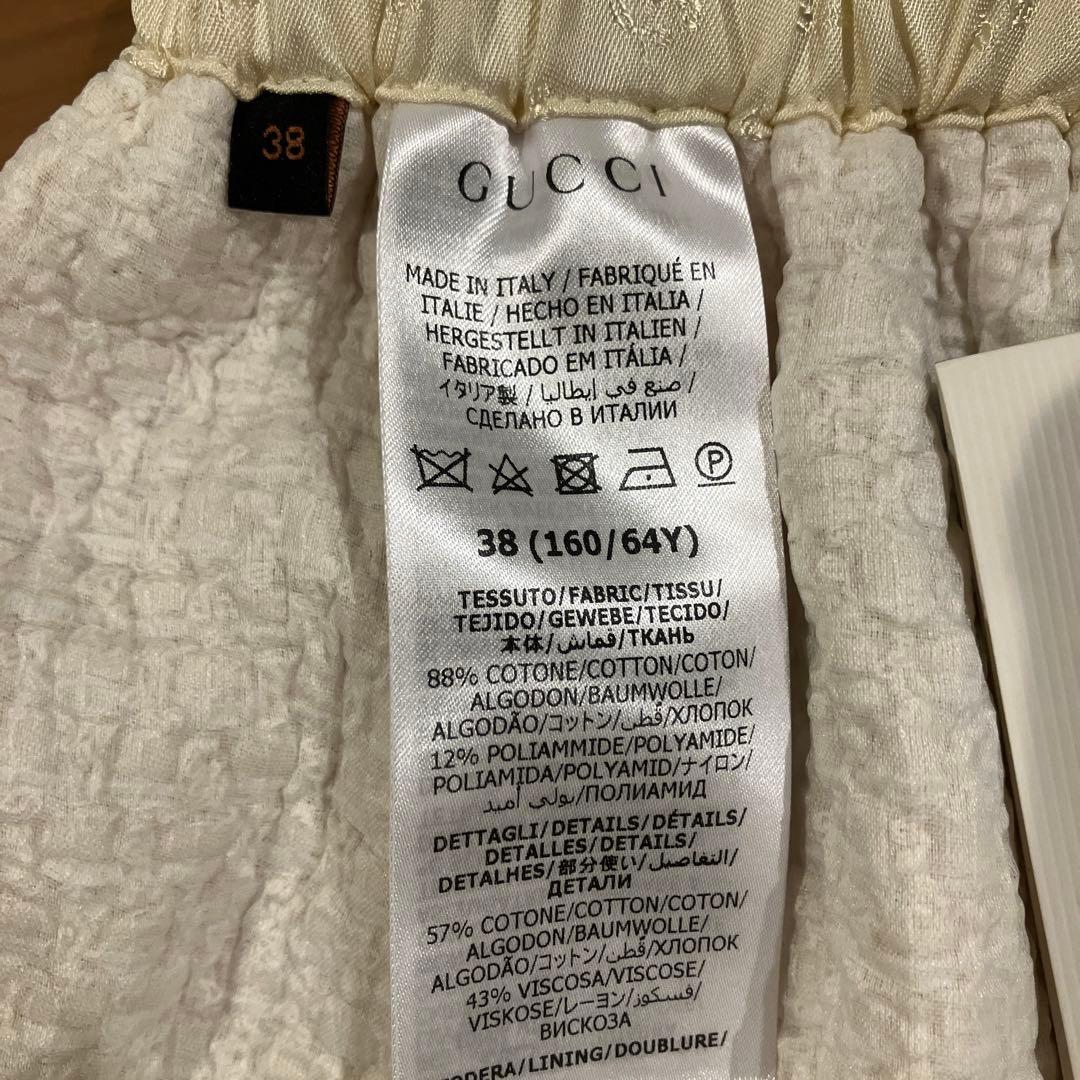 38
GUCCI
MADE IN ITALY / FABRIQUÉ EN
ITALIE / HECHO EN ITALIA /
HERGESTELLT IN ITALIEN /
FABRICADO EM ITÁLIA /
イタリア製 / صنع في إيطاليا /
СДЕЛАНО В ИТАЛИИ
P
38 (160/64Y)
TESSUTO/FABRIC/TISSU/
TEJIDO/GEWEBE/TECIDO/
本体/قماش/ТКАНЬ
88% COTONE/COTTON/COTON/
ALGODON/BAUMWOLLE/
ALGODÃO/コットン/قطن/ХЛОПОК
12% POLIAMMIDE/POLYAMIDE/
POLIAMIDA/POLYAMID/ナイロン/
بولي أميد/ПОЛИАМИД
DETTAGLI/DETAILS/DÉTAILS/
DETALLES/DETAILS/
DETALHES/部分使い/التفاصيل/
ДЕТАЛИ
57% COTONE/COTTON/COTON/
ALGODON/BAUMWOLLE/
ALGODÃO/コットン/قطن/ХЛОПОК
43% VISCOSA/VISCOSE/
VISKOSE/レーヨン/فسكوز/
ВИСКОЗА
/LINING/DOUBLURE/